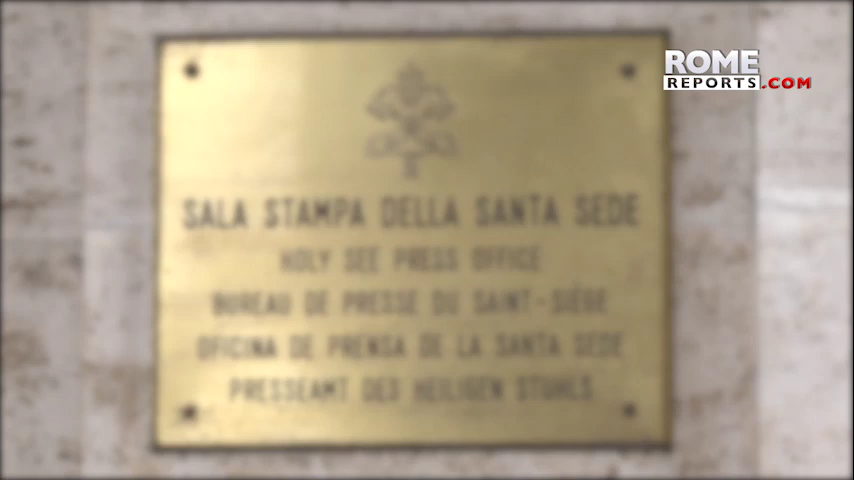 ROME
REPORTS.COM
SALA STAMPA DELLA SANTA SEDE
HOLY SEE PRESS OFFICE
BUREAU DE PRESSE DU SAINT-SIÈGE
OFICINA DE PRENSA DE LA SANTA SEDE
PRESSEAMT DES HEILIGEN STUHLS